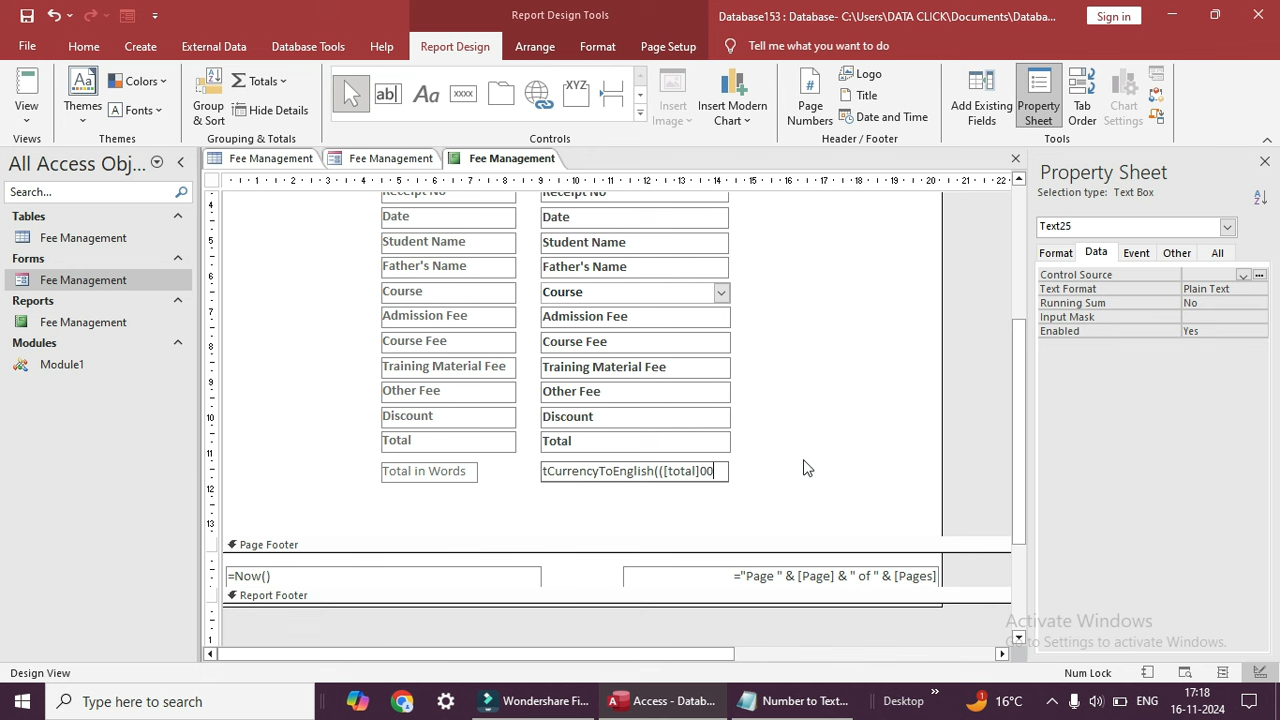 Report Design Tools
Database153 : Database- C:\Users\DATA CLICK\Documents\Databa...
Sign in
File
Home
Create
External Data
Database Tools
Help
Report Design
Arrange
Format
Page Setup
Tell me what you want to do
View
Views
Themes
Colors
Fonts
Themes
Group & Sort
Totals
Hide Details
Grouping & Totals
Controls
Insert Image
Insert Modern Chart
Page Numbers
Logo
Title
Date and Time
Header / Footer
Add Existing Fields
Property Sheet
Tab Order
Chart Settings
Tools
All Access Obj...
Search...
Tables
Fee Management
Forms
Fee Management
Reports
Fee Management
Modules
Module1
Fee Management
Fee Management
Fee Management
Receipt No Receipt No
Date Date
Student Name Student Name
Father's Name Father's Name
Course Course
Admission Fee Admission Fee
Course Fee Course Fee
Training Material Fee Training Material Fee
Other Fee Other Fee
Discount Discount
Total Total
Total in Words tCurrencyToEnglish(([total]00
Page Footer
=Now() ="Page " & [Page] & " of " & [Pages]
Report Footer
Property Sheet
Selection type: Text Box
Text25
Format Data Event Other All
Control Source
Text Format Plain Text
Running Sum No
Input Mask
Enabled Yes
Activate Windows
Go to Settings to activate Windows.
Design View
Num Lock
Type here to search
Wondershare Fi...
Access - Datab...
Number to Text...
Desktop
16°C
ENG
17:18
16-11-2024